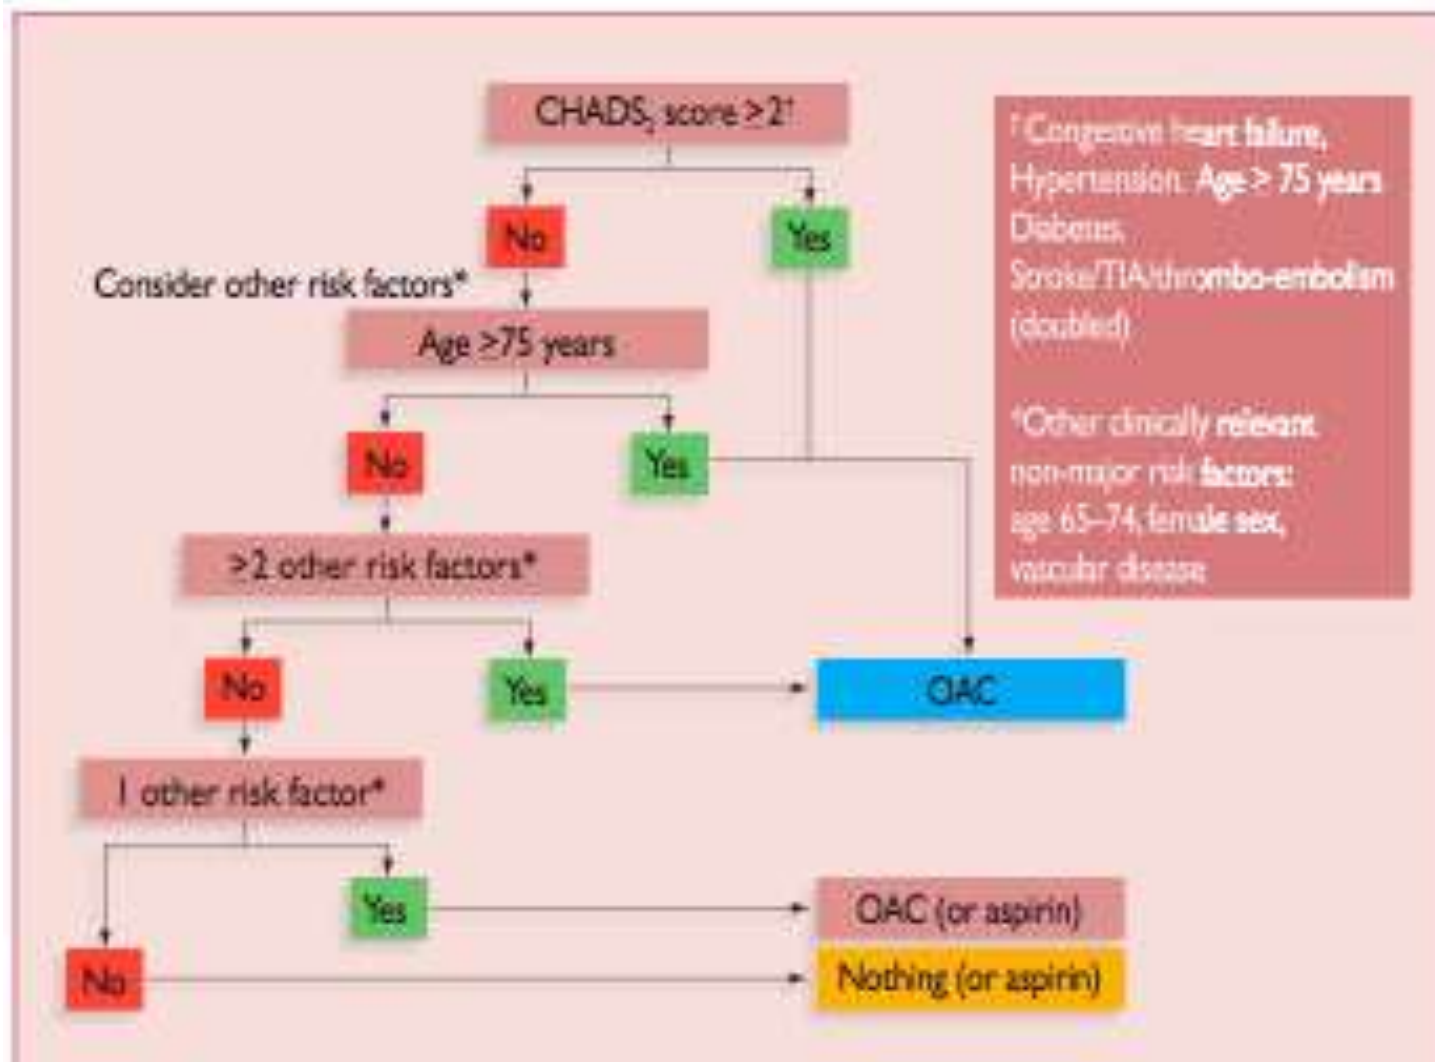 CHADS₂ score ≥2†
No
Yes
Consider other risk factors*
Age ≥75 years
No
Yes
≥2 other risk factors*
No
Yes
OAC
1 other risk factor*
Yes
OAC (or aspirin)
No
Nothing (or aspirin)
† Congestive heart failure,
Hypertension. Age ≥ 75 years
Diabetes.
Stroke/TIA/thrombo-embolism
(doubled)
*Other clinically relevant
non-major risk factors:
age 65–74, female sex,
vascular disease